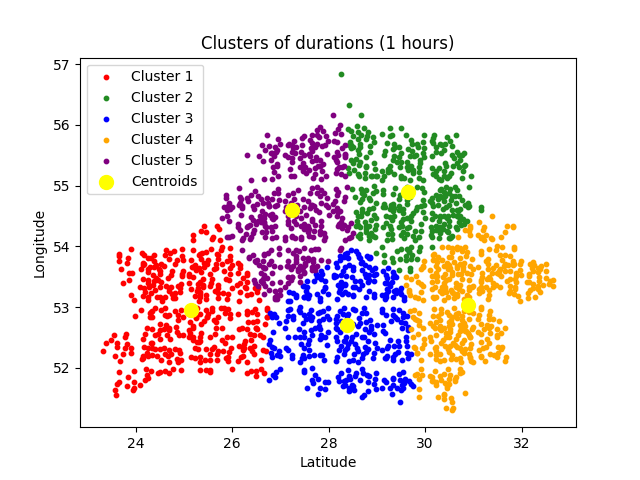 Clusters of durations (1 hours)
57
56
55
54
53
52
Longitude
Cluster 1
Cluster 2
Cluster 3
Cluster 4
Cluster 5
Centroids
24 26 28 30 32
Latitude